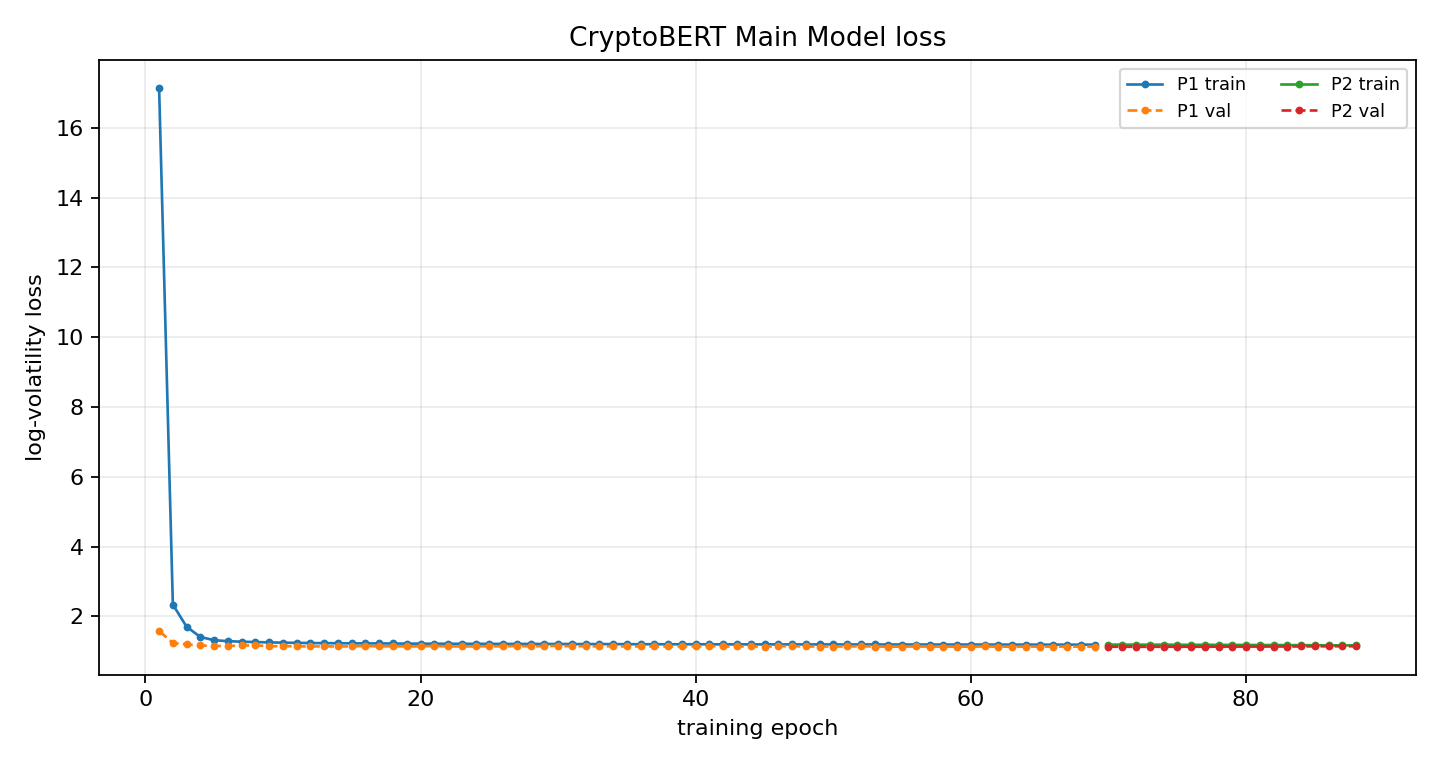 CryptoBERT Main Model loss
P1 train
P1 val
P2 train
P2 val
log-volatility loss
16
14
12
10
8
6
4
2
0
20
40
60
80
training epoch